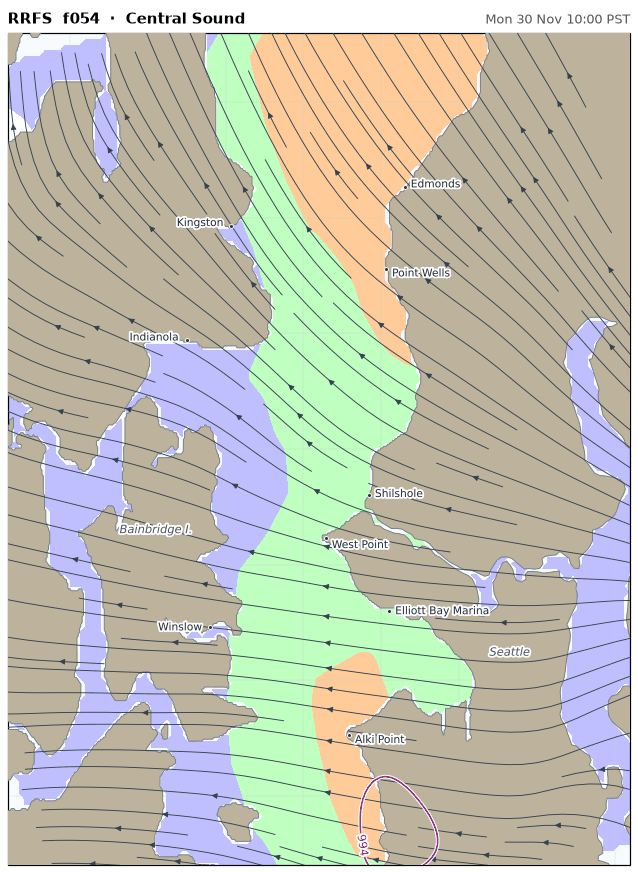 RRFS f054 · Central Sound
Mon 30 Nov 10:00 PST
Edmonds
Kingston
Point Wells
Indianola
Shilshole
Bainbridge I.
West Point
Elliott Bay Marina
Winslow
Seattle
Alki Point
994